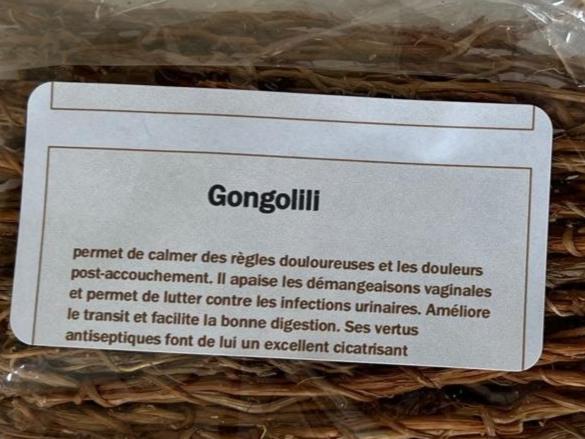 Gongolili
permet de calmer des règles douloureuses et les douleurs
post-accouchement. Il apaise les démangeaisons vaginales
et permet de lutter contre les infections urinaires. Améliore
le transit et facilite la bonne digestion. Ses vertus
antiseptiques font de lui un excellent cicatrisant